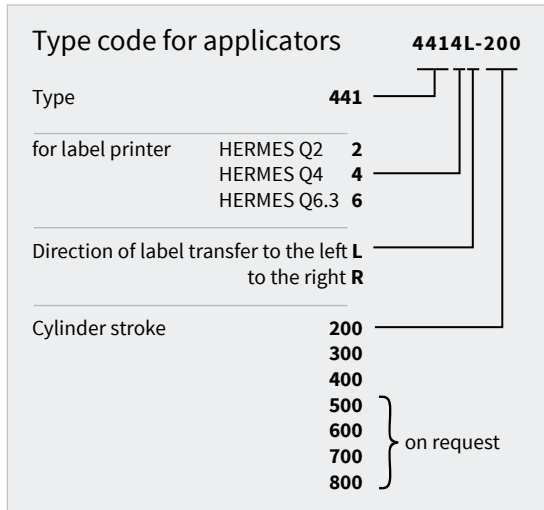 Type code for applicators 4414L-200
Type 441
for label printer HERMES Q2 2
HERMES Q4 4
HERMES Q6.3 6
Direction of label transfer to the left L
to the right R
Cylinder stroke 200
300
400
500
600
on request
700
800